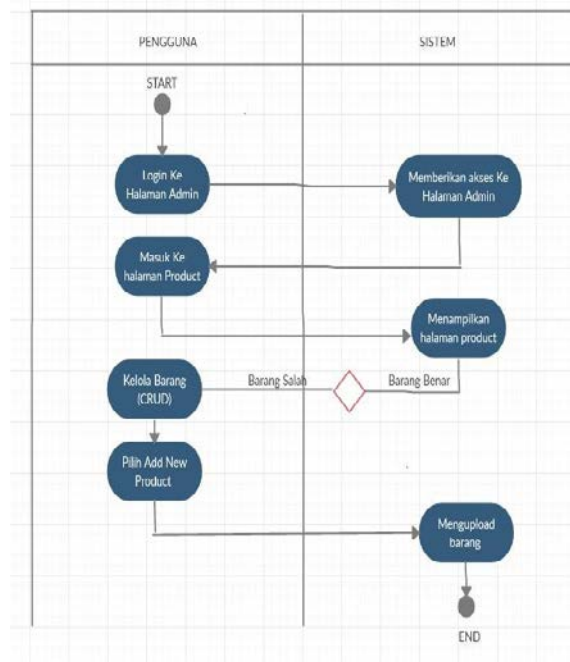 PENGGUNA
SISTEM
START
Login Ke
Halaman Admin
Memberikan akses Ke
Halaman Admin
Masuk Ke
halaman Product
Menampilkan
halaman product
Kelola Barang
(CRUD)
Barang Salah
Barang Benar
Pilih Add New
Product
Mengupload
barang
END